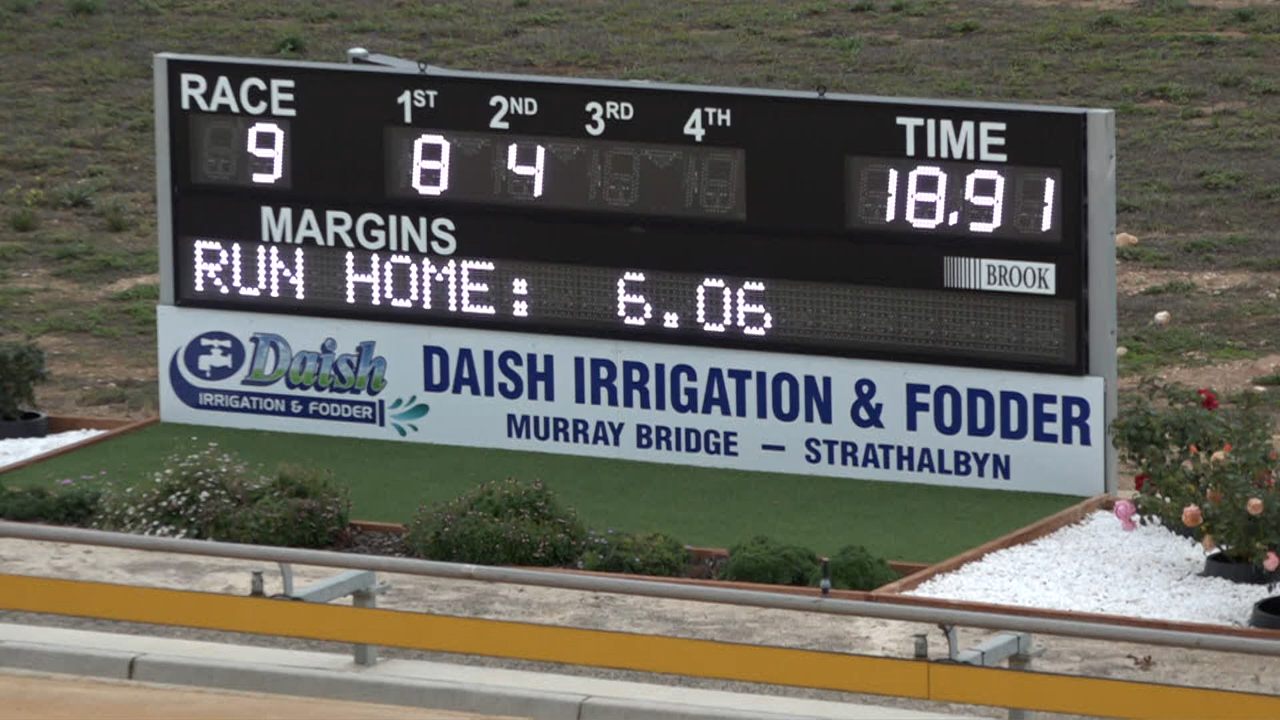 RACE 1ST 2ND 3RD 4TH TIME
9 8 4 18.91
MARGINS
BROOK
RUN HOME: 6.06
Daish
IRRIGATION & FODDER
DAISH IRRIGATION & FODDER
MURRAY BRIDGE – STRATHALBYN